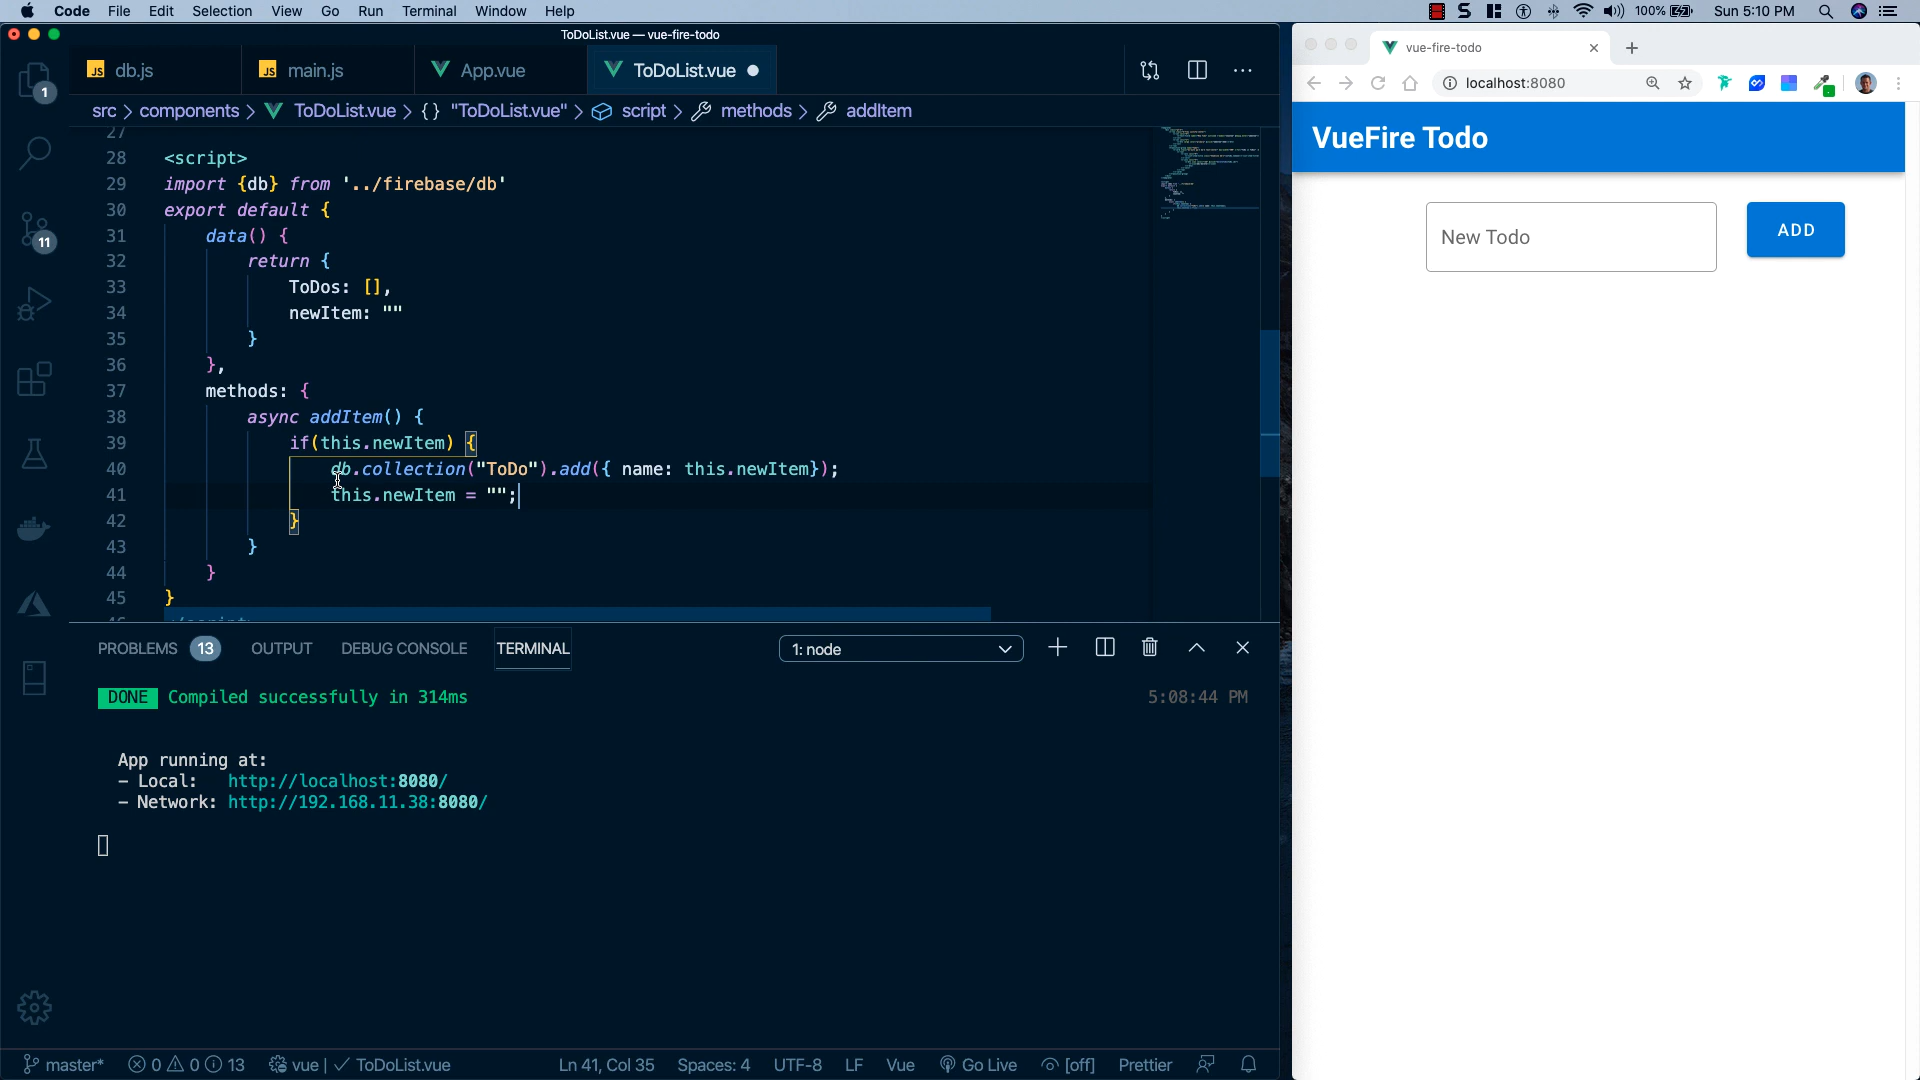 Code File Edit Selection View Go Run Terminal Window Help 100% Sun 5:10 PM
ToDoList.vue — vue-fire-todo
JS db.js JS main.js App.vue ToDoList.vue
src > components > ToDoList.vue > {} "ToDoList.vue" > script > methods > addItem
27
28 <script>
29 import {db} from '../firebase/db'
30 export default {
31 data() {
32 return {
33 ToDos: [],
34 newItem: ""
35 }
36 },
37 methods: {
38 async addItem() {
39 if(this.newItem) {
40 db.collection("ToDo").add({ name: this.newItem});
41 this.newItem = "";
42 }
43 }
44 }
45 }
46 </script>
1
11
PROBLEMS 13 OUTPUT DEBUG CONSOLE TERMINAL 1: node
DONE Compiled successfully in 314ms 5:08:44 PM
App running at:
- Local: http://localhost:8080/
- Network: http://192.168.11.38:8080/
master* 0 0 13 vue | ToDoList.vue Ln 41, Col 35 Spaces: 4 UTF-8 LF Vue Go Live [off] Prettier
vue-fire-todo
localhost:8080
VueFire Todo
New Todo
ADD